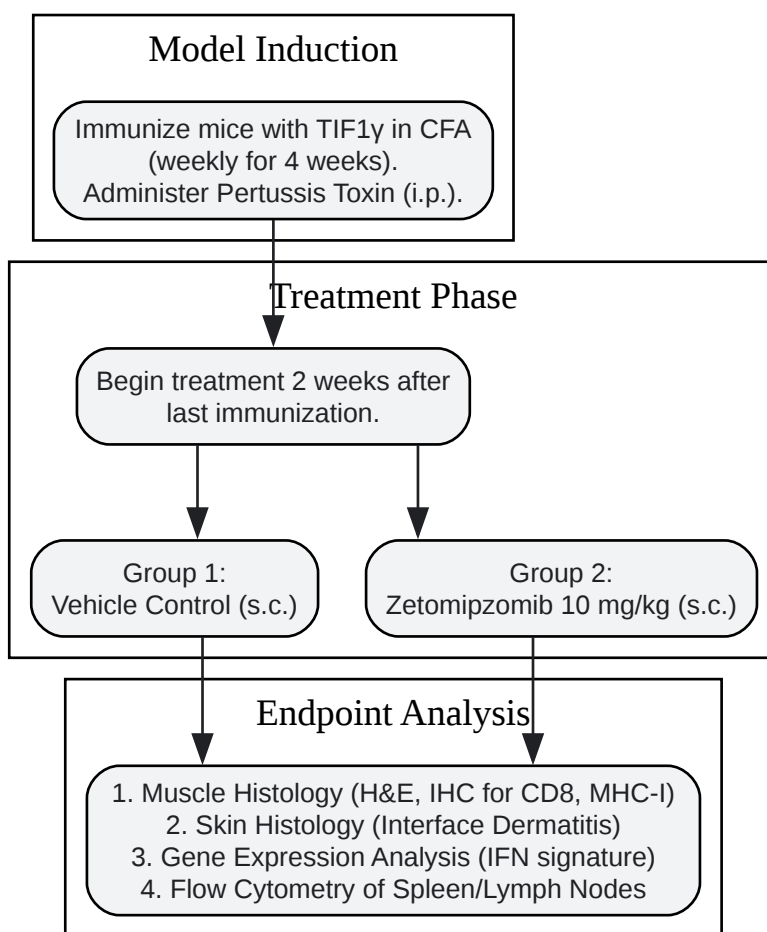 Model Induction
Immunize mice with TIF1γ in CFA
(weekly for 4 weeks).
Administer Pertussis Toxin (i.p.).
Treatment Phase
Begin treatment 2 weeks after
last immunization.
Group 1:
Vehicle Control (s.c.)
Group 2:
Zetomipzomib 10 mg/kg (s.c.)
Endpoint Analysis
1. Muscle Histology (H&E, IHC for CD8, MHC-I)
2. Skin Histology (Interface Dermatitis)
3. Gene Expression Analysis (IFN signature)
4. Flow Cytometry of Spleen/Lymph Nodes